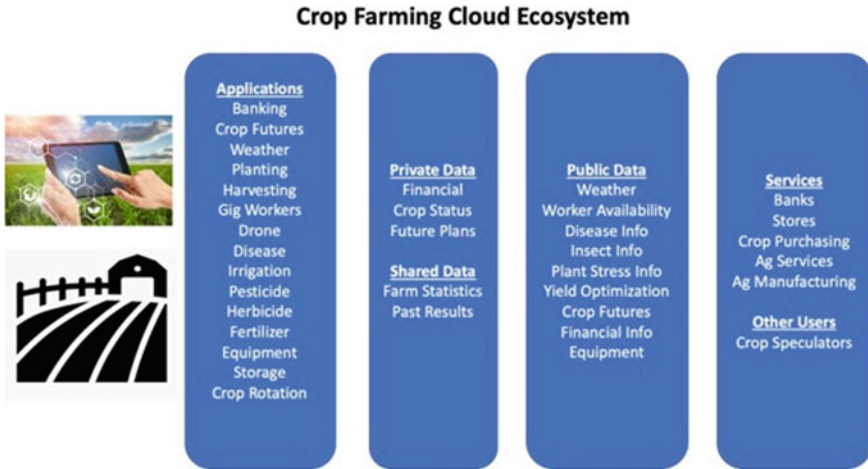 Crop Farming Cloud Ecosystem
Applications
Banking
Crop Futures
Weather
Planting
Harvesting
Gig Workers
Drone
Disease
Irrigation
Pesticide
Herbicide
Fertilizer
Equipment
Storage
Crop Rotation
Private Data
Financial
Crop Status
Future Plans
Shared Data
Farm Statistics
Past Results
Public Data
Weather
Worker Availability
Disease Info
Insect Info
Plant Stress Info
Yield Optimization
Crop Futures
Financial Info
Equipment
Services
Banks
Stores
Crop Purchasing
Ag Services
Ag Manufacturing
Other Users
Crop Speculators